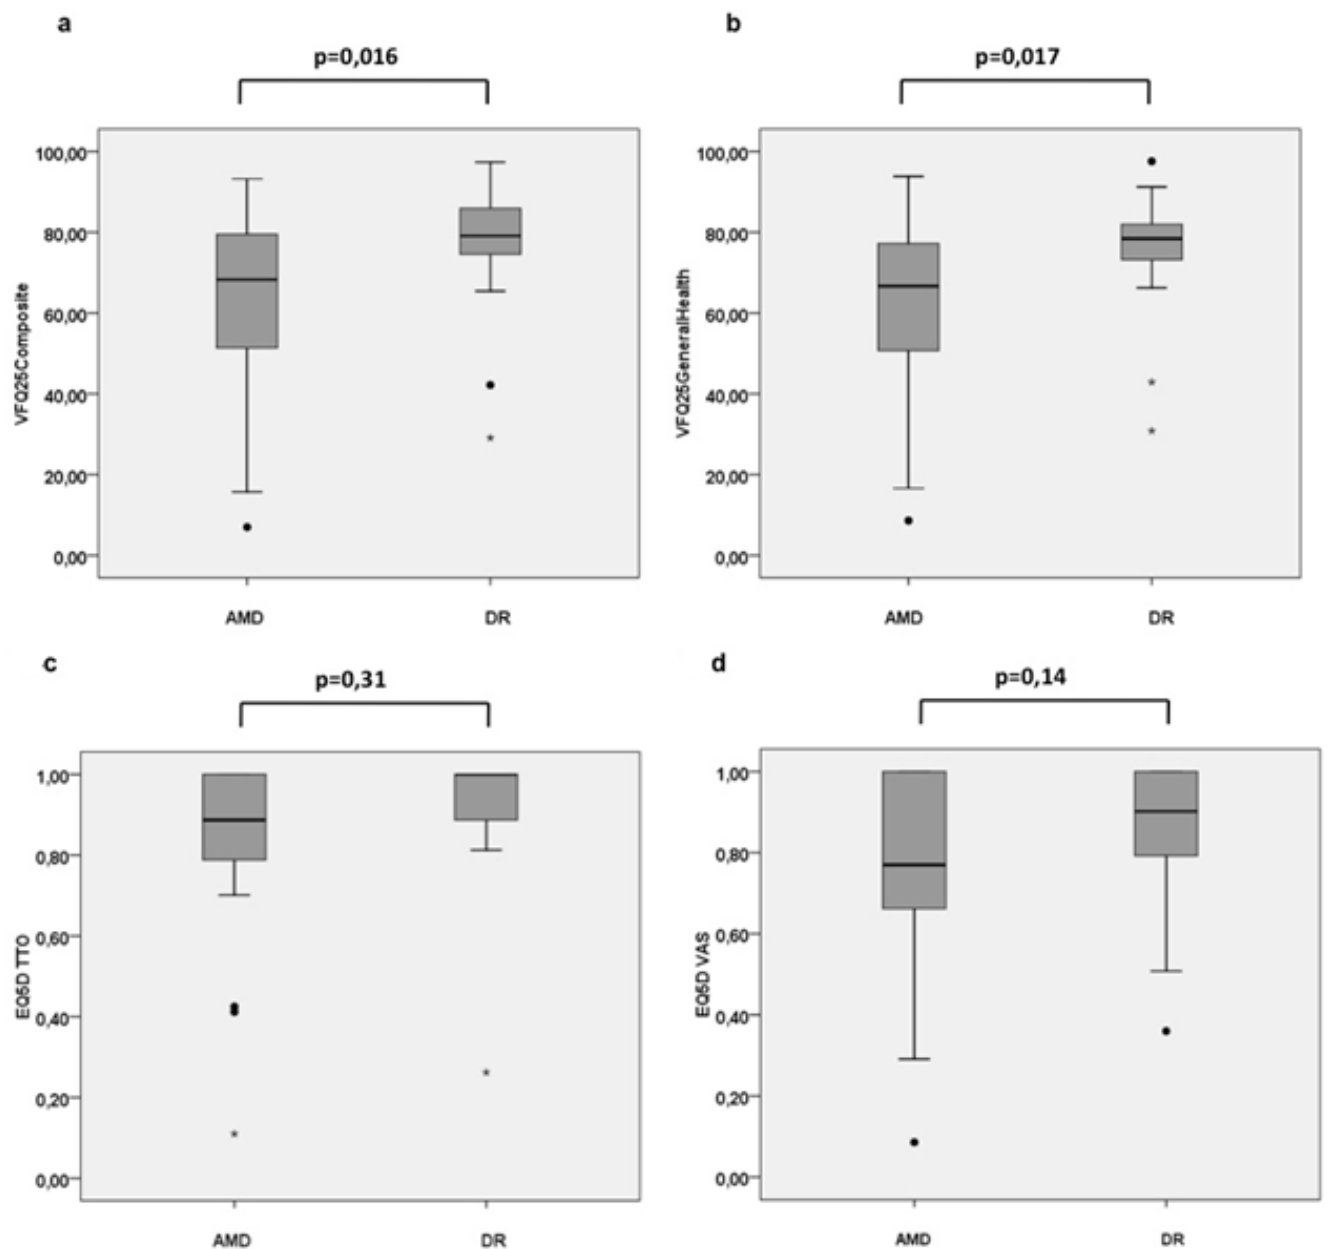 a
p=0,016
100,00
80,00
60,00
40,00
20,00
0,00
VFQ25Composite
AMD
DR
b
p=0,017
100,00
80,00
60,00
40,00
20,00
0,00
VFQ25GeneralHealth
AMD
DR
c
p=0,31
1,00
0,80
0,60
0,40
0,20
0,00
EQ5D TTO
AMD
DR
d
p=0,14
1,00
0,80
0,60
0,40
0,20
0,00
EQ5D VAS
AMD
DR